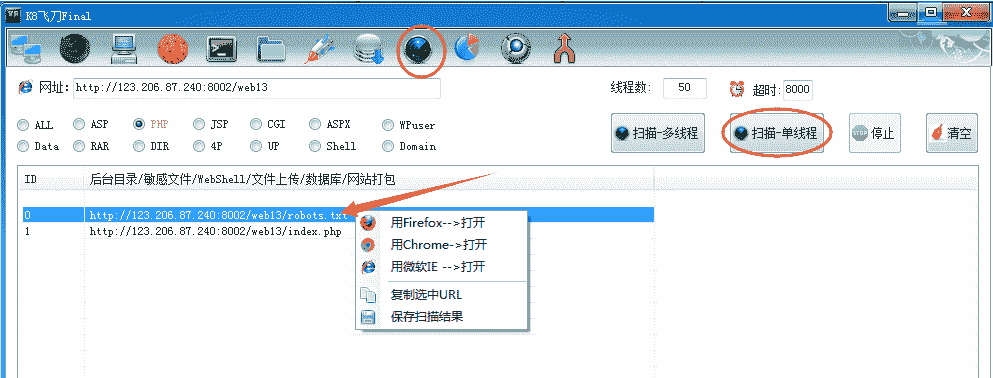 K8飞刀Final
网址: http://123.206.87.240:8002/web13 线程数: 50 超时: 8000
ALL ASP PHP JSP CGI ASPX WPuser
Data RAR DIR 4P UP Shell Domain
扫描-多线程 扫描-单线程 STOP 停止 清空
ID 后台目录/敏感文件/WebShell/文件上传/数据库/网站打包
0 http://123.206.87.240:8002/web13/robots.txt
1 http://123.206.87.240:8002/web13/index.php
用Firefox-->打开
用Chrome->打开
用微软IE -->打开
复制选中URL
保存扫描结果